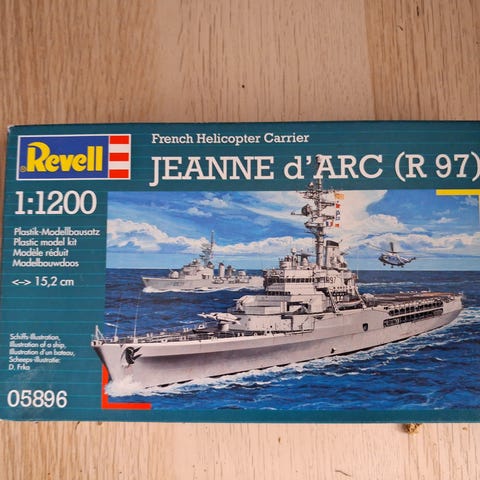 Revell
French Helicopter Carrier
JEANNE d'ARC (R 97)
1:1200
Plastik-Modellbausatz
Plastic model kit
Modèle réduit
Modelbouwdoos
<--> 15,2 cm
Schiffs-Illustration,
Illustration of a ship,
Illustration d'un bateau,
Scheeps-illustratie:
D. Frka
05896
R97